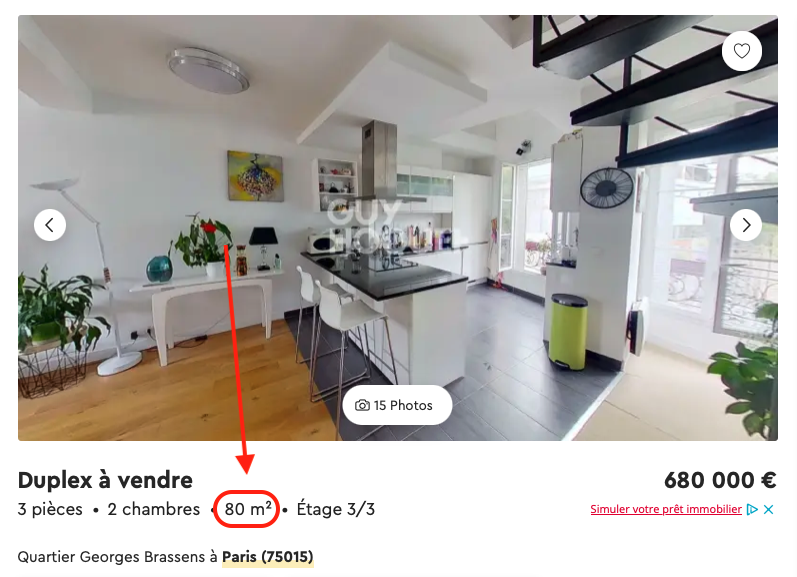 GUY
15 Photos
Duplex à vendre
680 000 €
3 pièces • 2 chambres • 80 m² • Étage 3/3
Simuler votre prêt immobilier
Quartier Georges Brassens à Paris (75015)